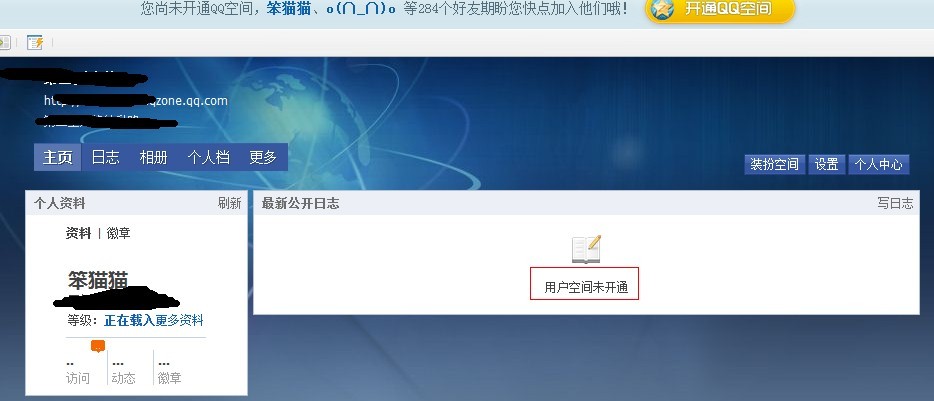 您尚未开通QQ空间，笨猫猫、o(∩_∩)o 等284个好友期盼您快点加入他们哦！
开通QQ空间
qzone.qq.com
主页 日志 相册 个人档 更多
装扮空间 设置 个人中心
个人资料 刷新
资料 | 徽章
笨猫猫
等级：正在载入更多资料
-- --- ---
访问 动态 徽章
最新公开日志 写日志
用户空间未开通